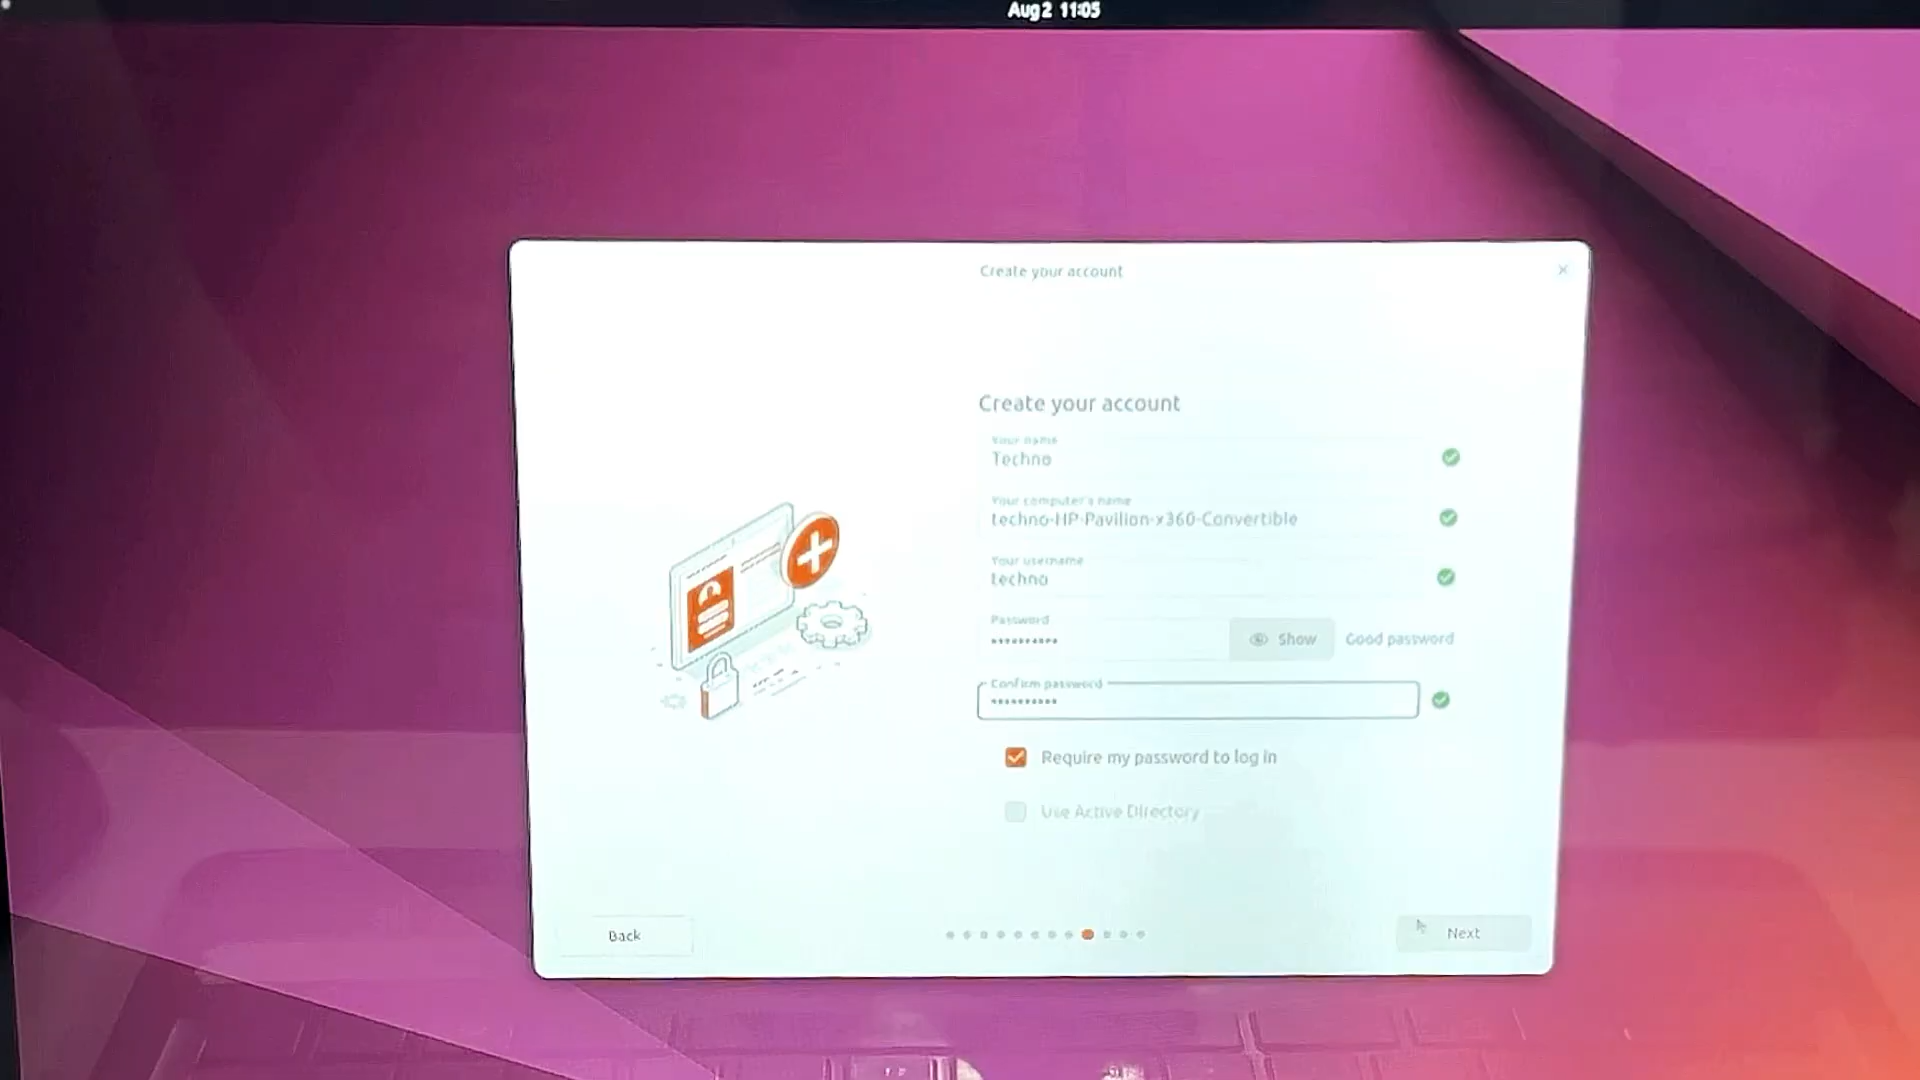 Aug 2 11:05
Create your account
Create your account
Your name
Techno
Your computer's name
techno-HP-Pavilion-x360-Convertible
Your username
techno
Password
••••••••••
Show
Good password
Confirm password
••••••••••
Require my password to log in
Use Active Directory
Back
Next